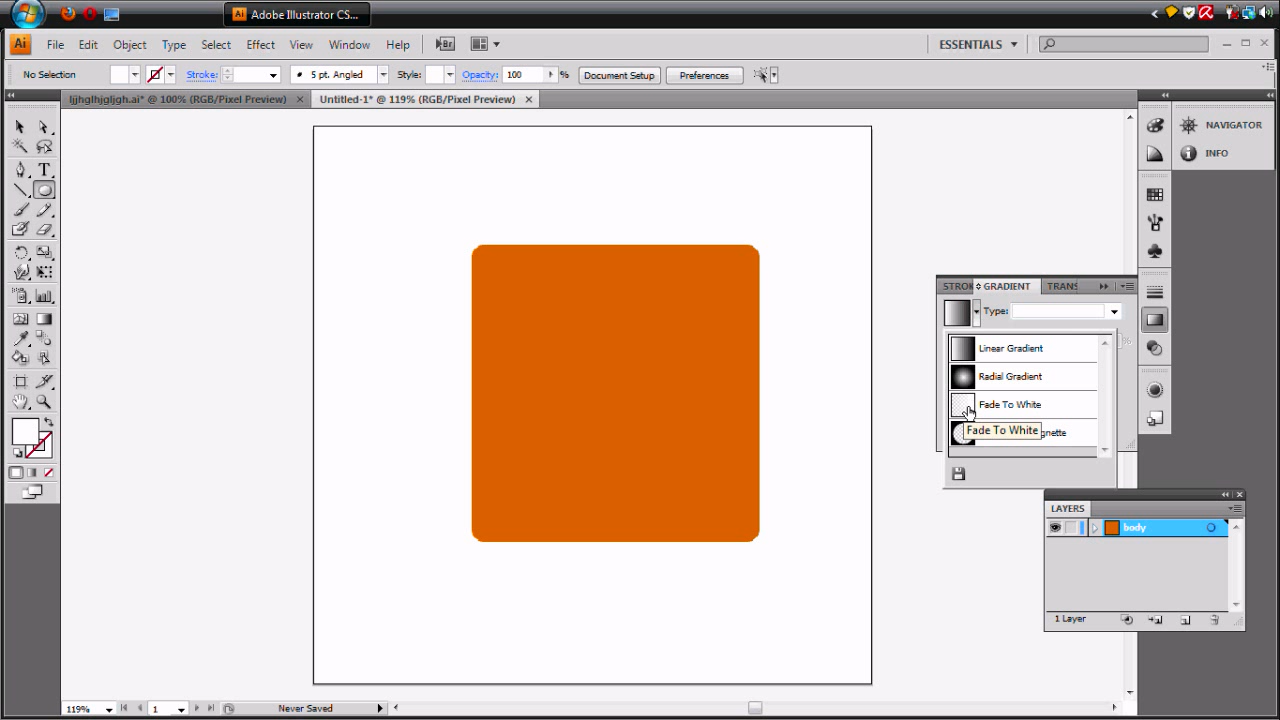 Adobe Illustrator CS...
Ai File Edit Object Type Select Effect View Window Help Br ESSENTIALS
No Selection Stroke: 5 pt. Angled Style: Opacity: 100 % Document Setup Preferences
ljjhglhjgljgh.ai* @ 100% (RGB/Pixel Preview) Untitled-1* @ 119% (RGB/Pixel Preview)
NAVIGATOR
INFO
STROK GRADIENT TRANS
Type:
%
Linear Gradient
Radial Gradient
Fade To White
Fade To White gnette
LAYERS
body
1 Layer
119% 1 Never Saved